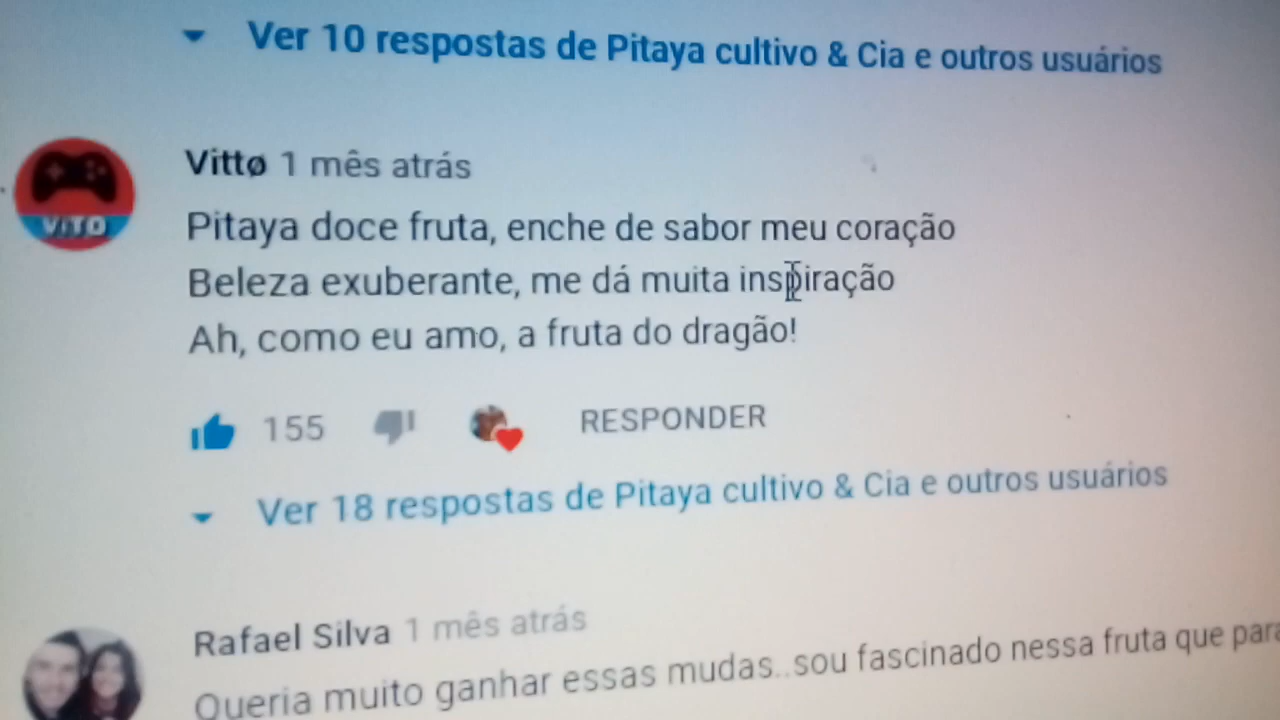 Ver 10 respostas de Pitaya cultivo & Cia e outros usuários
Vittø 1 mês atrás
VITO
Pitaya doce fruta, enche de sabor meu coração
Beleza exuberante, me dá muita inspiração
Ah, como eu amo, a fruta do dragão!
155 RESPONDER
Ver 18 respostas de Pitaya cultivo & Cia e outros usuários
Rafael Silva 1 mês atrás
Queria muito ganhar essas mudas..sou fascinado nessa fruta que para